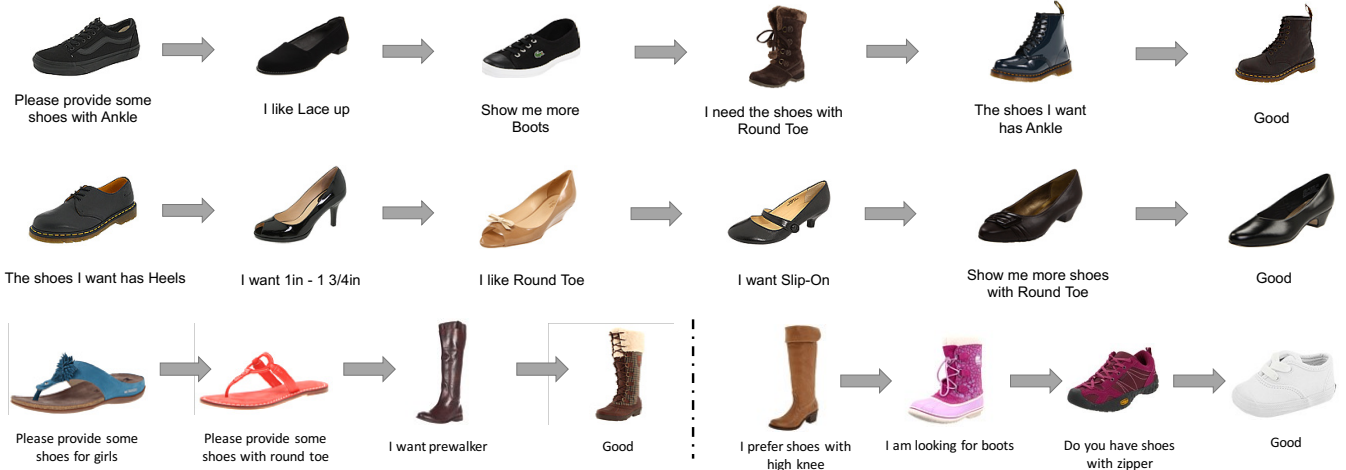 Please provide some
shoes with Ankle
I like Lace up
Show me more
Boots
I need the shoes with
Round Toe
The shoes I want
has Ankle
Good
The shoes I want has Heels
I want 1in - 1 3/4in
I like Round Toe
I want Slip-On
Show me more shoes
with Round Toe
Good
Please provide some
shoes for girls
Please provide some
shoes with round toe
I want prewalker
Good
I prefer shoes with
high knee
I am looking for boots
Do you have shoes
with zipper
Good